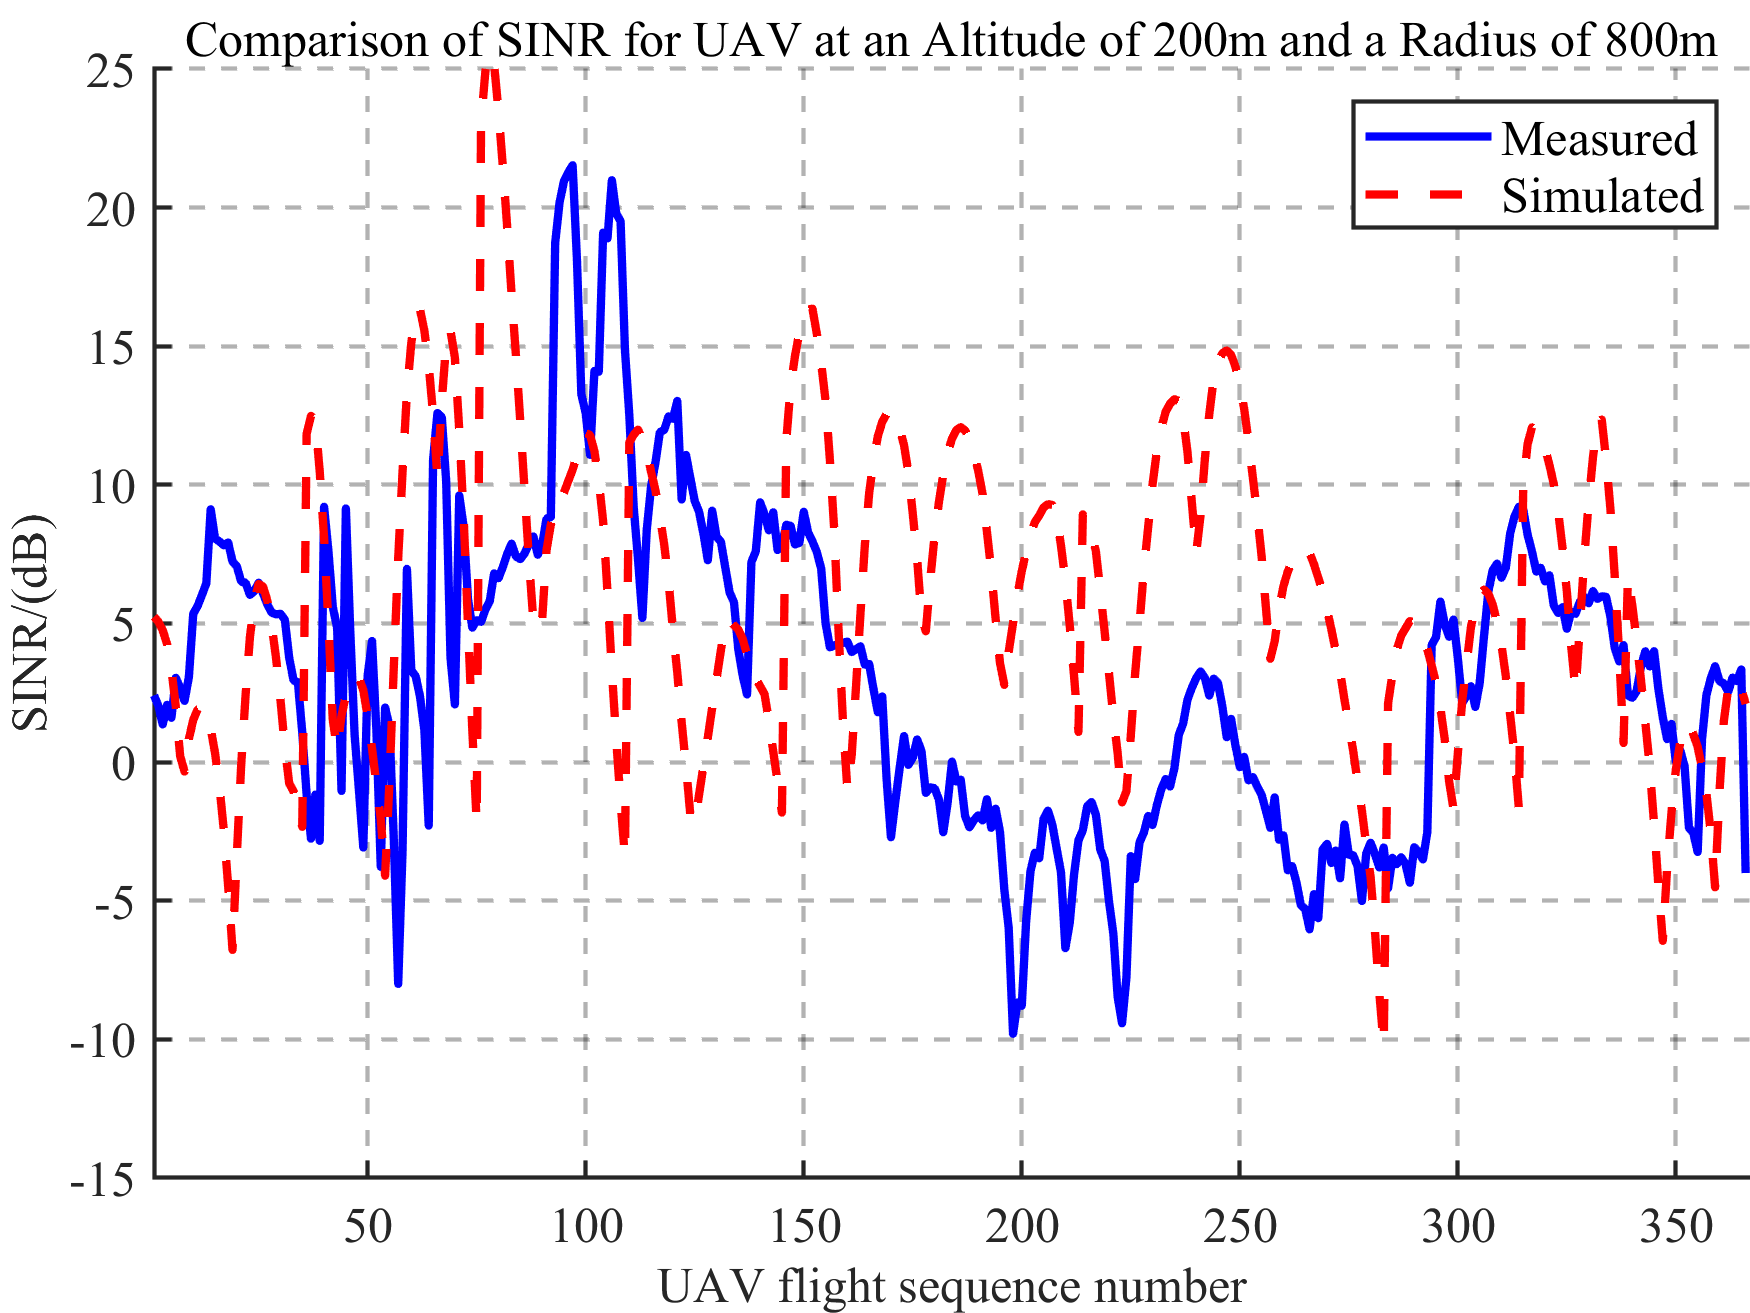 Comparison of SINR for UAV at an Altitude of 200m and a Radius of 800m
25
20
15
10
5
0
-5
-10
-15
SINR/(dB)
Measured
Simulated
50 100 150 200 250 300 350
UAV flight sequence number